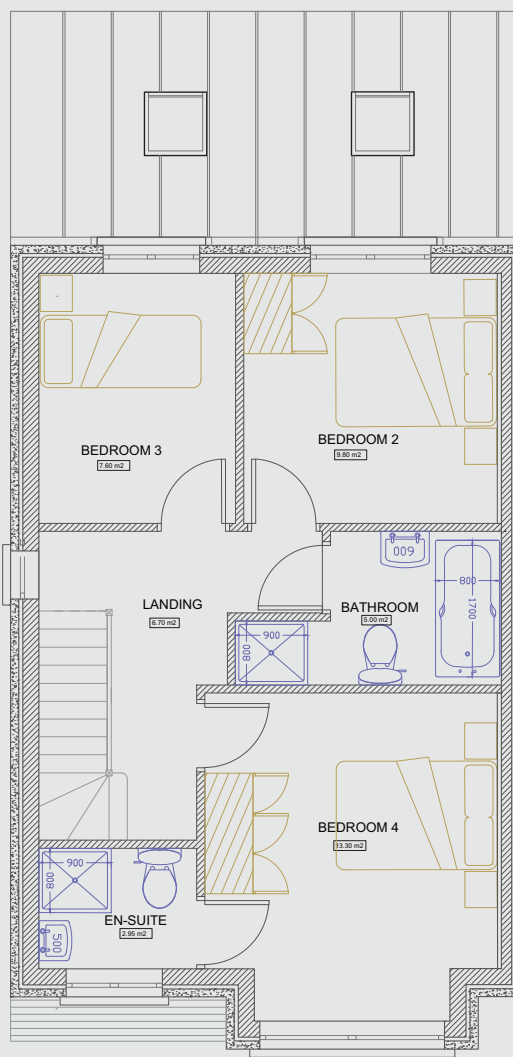 BEDROOM 3
7.60 m2
BEDROOM 2
9.80 m2
LANDING
6.70 m2
BATHROOM
5.00 m2
600
800
1700
900
800
BEDROOM 4
13.30 m2
900
800
EN-SUITE
2.95 m2
500